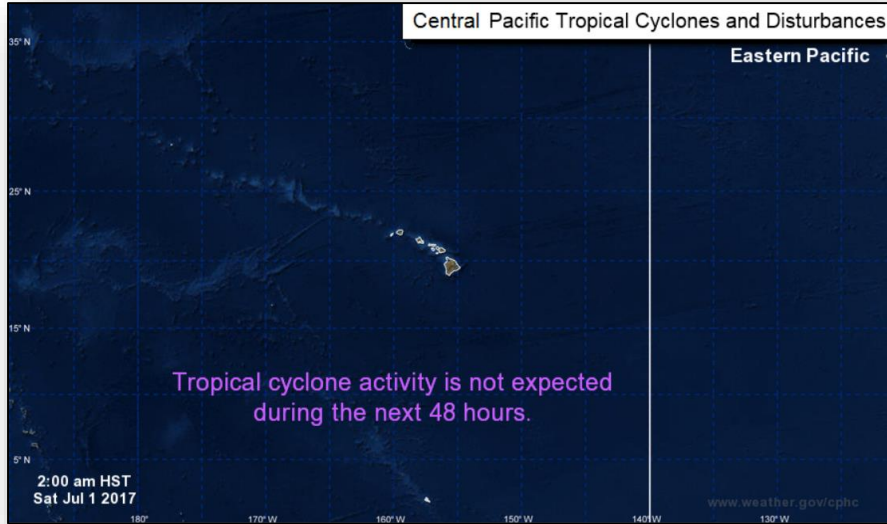 Central Pacific Tropical Cyclones and Disturbances
Eastern Pacific
35° N
25° N
15° N
5° N
Tropical cyclone activity is not expected
during the next 48 hours.
2:00 am HST
Sat Jul 1 2017
www.weather.gov/cphc
180°
170° W
160° W
150° W
140° W
130° W